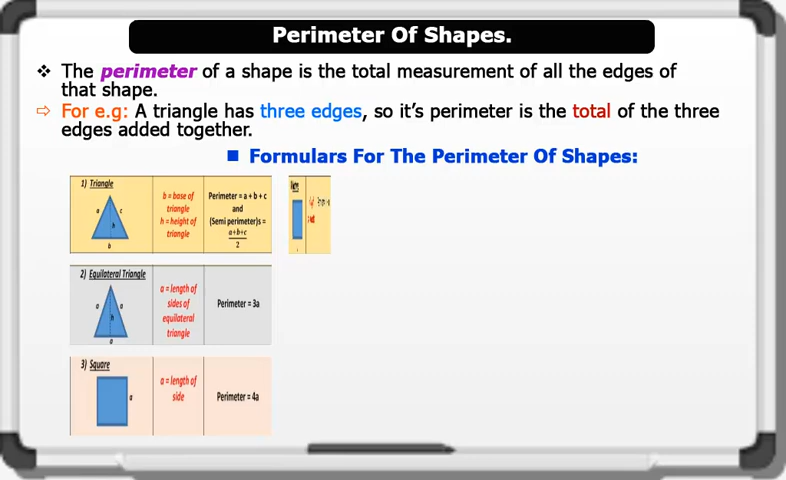 Perimeter Of Shapes.
❖ The perimeter of a shape is the total measurement of all the edges of
that shape.
⇨ For e.g: A triangle has three edges, so it's perimeter is the total of the three
edges added together.
■ Formulars For The Perimeter Of Shapes:
1) Triangle
a
c
h
b
b = base of
triangle
h = height of
triangle
Perimeter = a + b + c
and
(Semi perimeter)s =
a+b+c
2
2) Equilateral Triangle
a
a
h
a
a = length of
sides of
equilateral
triangle
Perimeter = 3a
3) Square
a
a = length of
side
Perimeter = 4a